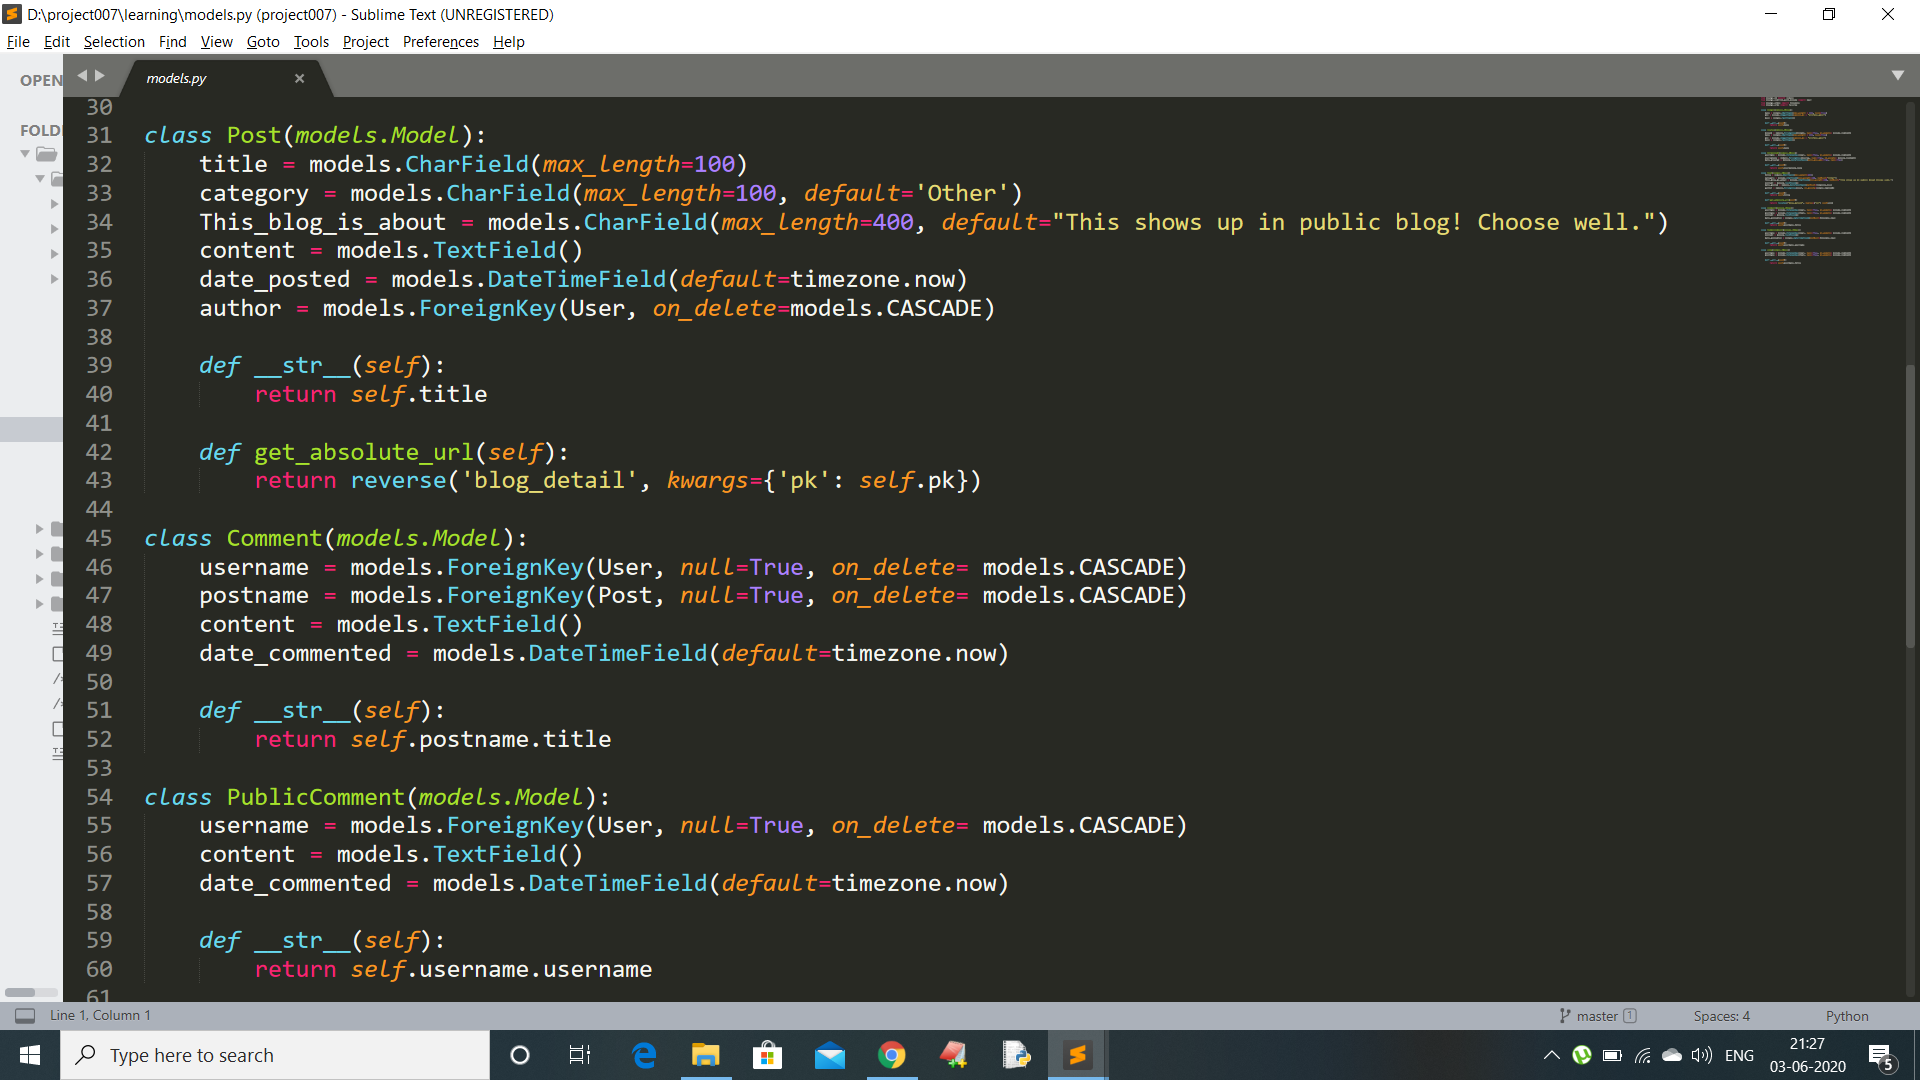 D:\project007\learning\models.py (project007) - Sublime Text (UNREGISTERED)
File Edit Selection Find View Goto Tools Project Preferences Help
OPEN
models.py
FOLD
30
31 class Post(models.Model):
32 title = models.CharField(max_length=100)
33 category = models.CharField(max_length=100, default='Other')
34 This_blog_is_about = models.CharField(max_length=400, default="This shows up in public blog! Choose well.")
35 content = models.TextField()
36 date_posted = models.DateTimeField(default=timezone.now)
37 author = models.ForeignKey(User, on_delete=models.CASCADE)
38
39 def __str__(self):
40 return self.title
41
42 def get_absolute_url(self):
43 return reverse('blog_detail', kwargs={'pk': self.pk})
44
45 class Comment(models.Model):
46 username = models.ForeignKey(User, null=True, on_delete= models.CASCADE)
47 postname = models.ForeignKey(Post, null=True, on_delete= models.CASCADE)
48 content = models.TextField()
49 date_commented = models.DateTimeField(default=timezone.now)
50
51 def __str__(self):
52 return self.postname.title
53
54 class PublicComment(models.Model):
55 username = models.ForeignKey(User, null=True, on_delete= models.CASCADE)
56 content = models.TextField()
57 date_commented = models.DateTimeField(default=timezone.now)
58
59 def __str__(self):
60 return self.username.username
61
Line 1, Column 1
master 1
Spaces: 4
Python
Type here to search
ENG
21:27
03-06-2020
5